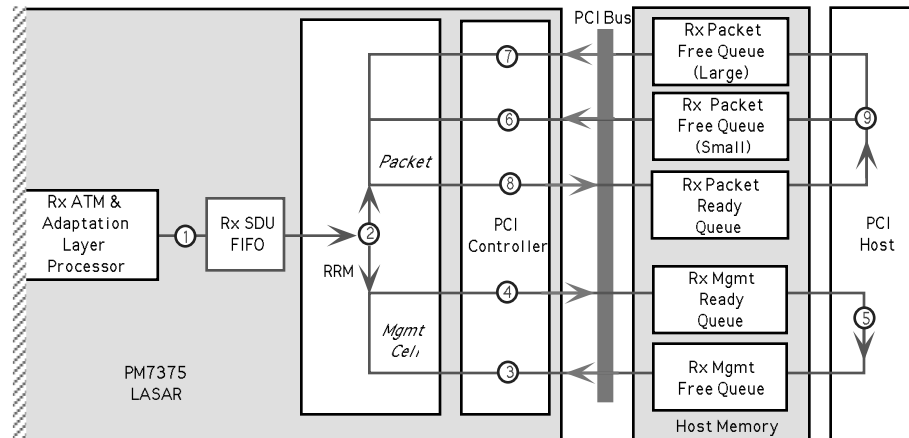 PCI Bus
Rx Packet
Free Queue
(Large)
7
Rx Packet
Free Queue
(Small)
6
9
Packet
8
Rx Packet
Ready
Queue
Rx ATM &
Adaptation
Layer
Processor
1
Rx SDU
FIFO
2
RRM
PCI
Controller
PCI
Host
4
Rx Mgmt
Ready
Queue
5
Mgmt
Cell
3
Rx Mgmt
Free Queue
PM7375
LASAR
Host Memory